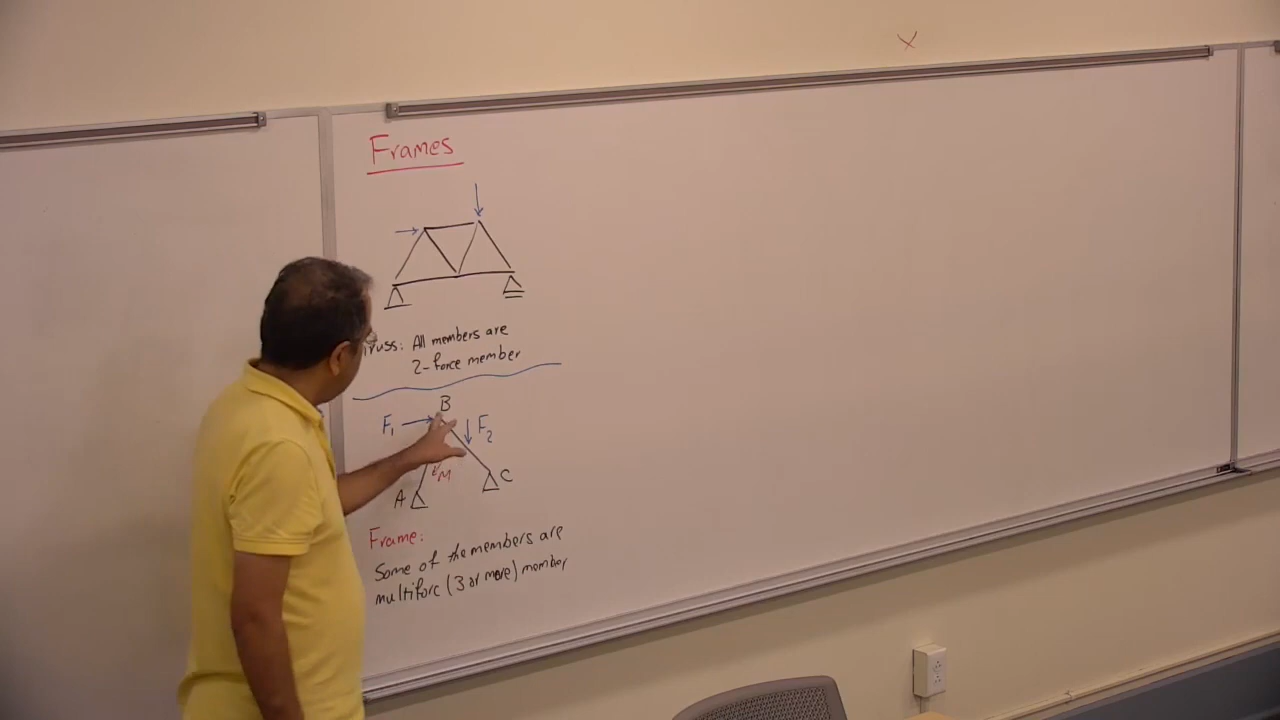 Frames
Truss: All members are
2-force member
B
F1
F2
M
C
A
Frame:
Some of the members are
multiforc (3 or more) member
X